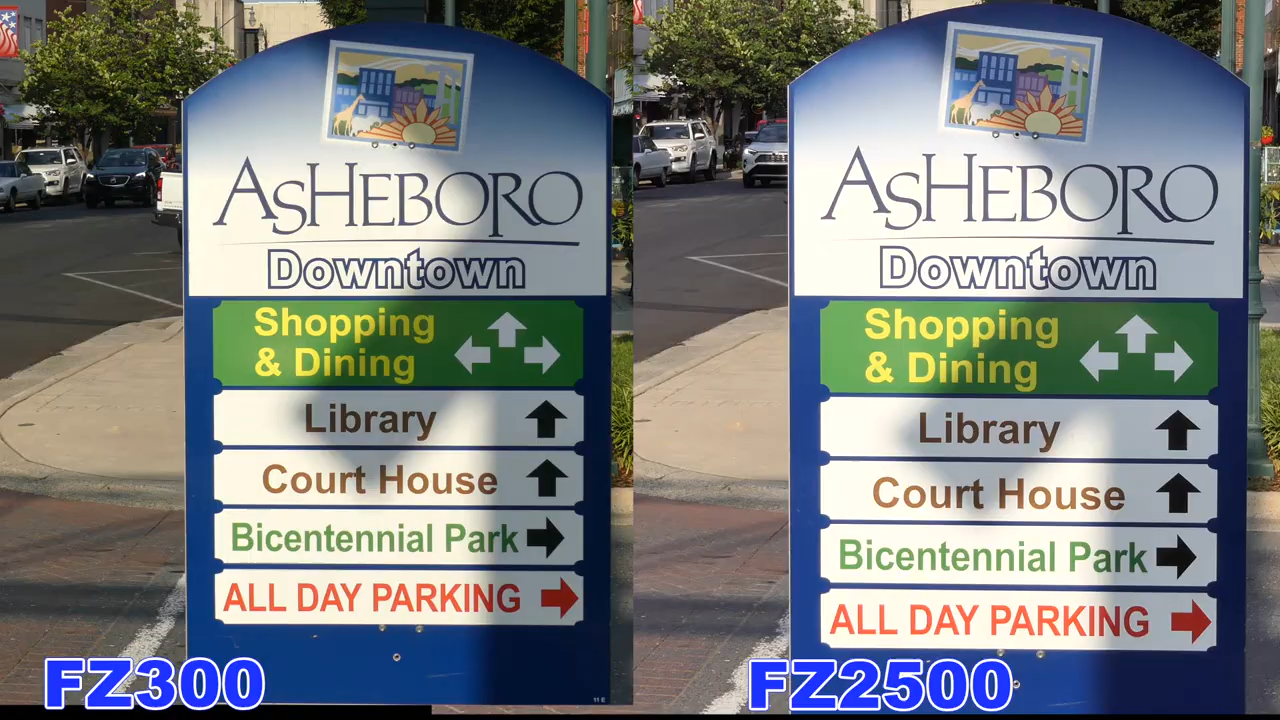 ASHEBORO
Downtown
Shopping
& Dining
Library
Court House
Bicentennial Park
ALL DAY PARKING
FZ300
ASHEBORO
Downtown
Shopping
& Dining
Library
Court House
Bicentennial Park
ALL DAY PARKING
FZ2500